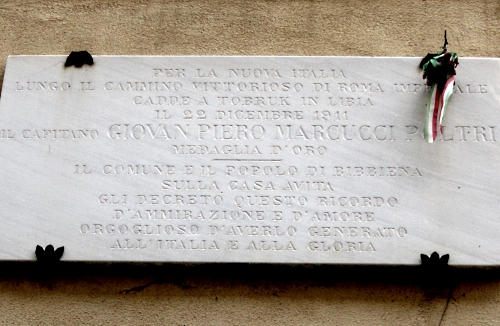 PER LA NUOVA ITALIA
LUNGO IL CAMMINO VITTORIOSO DI ROMA IMPERIALE
CADDE A TOBRUK IN LIBIA
IL 22 DICEMBRE 1911
IL CAPITANO GIOVAN PIERO MARCUCCI POLTRI
MEDAGLIA D'ORO
IL COMUNE E IL POPOLO DI BIBBIENA
SULLA CASA AVITA
GLI DECRETÒ QUESTO RICORDO
D'AMMIRAZIONE E D'AMORE
ORGOGLIOSO D'AVERLO GENERATO
ALL'ITALIA E ALLA GLORIA